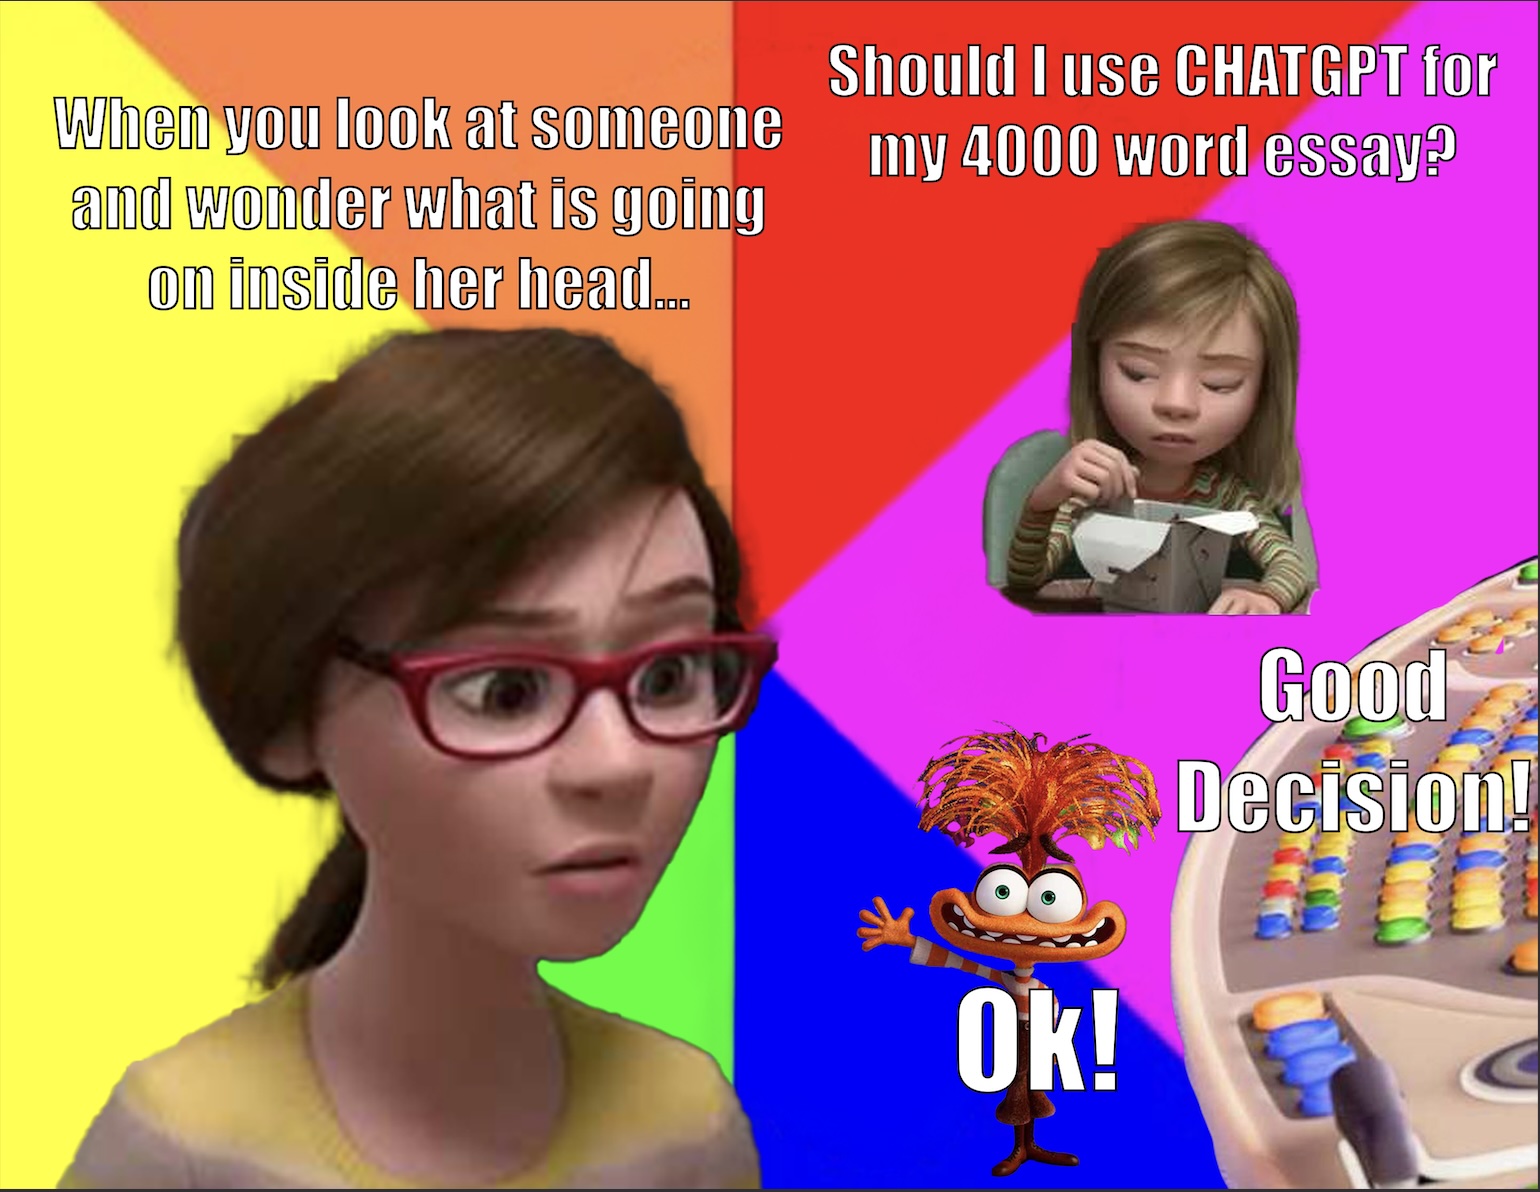 When you look at someone
and wonder what is going
on inside her head...
Should I use CHATGPT for
my 4000 word essay?
Good
Decision!
Ok!